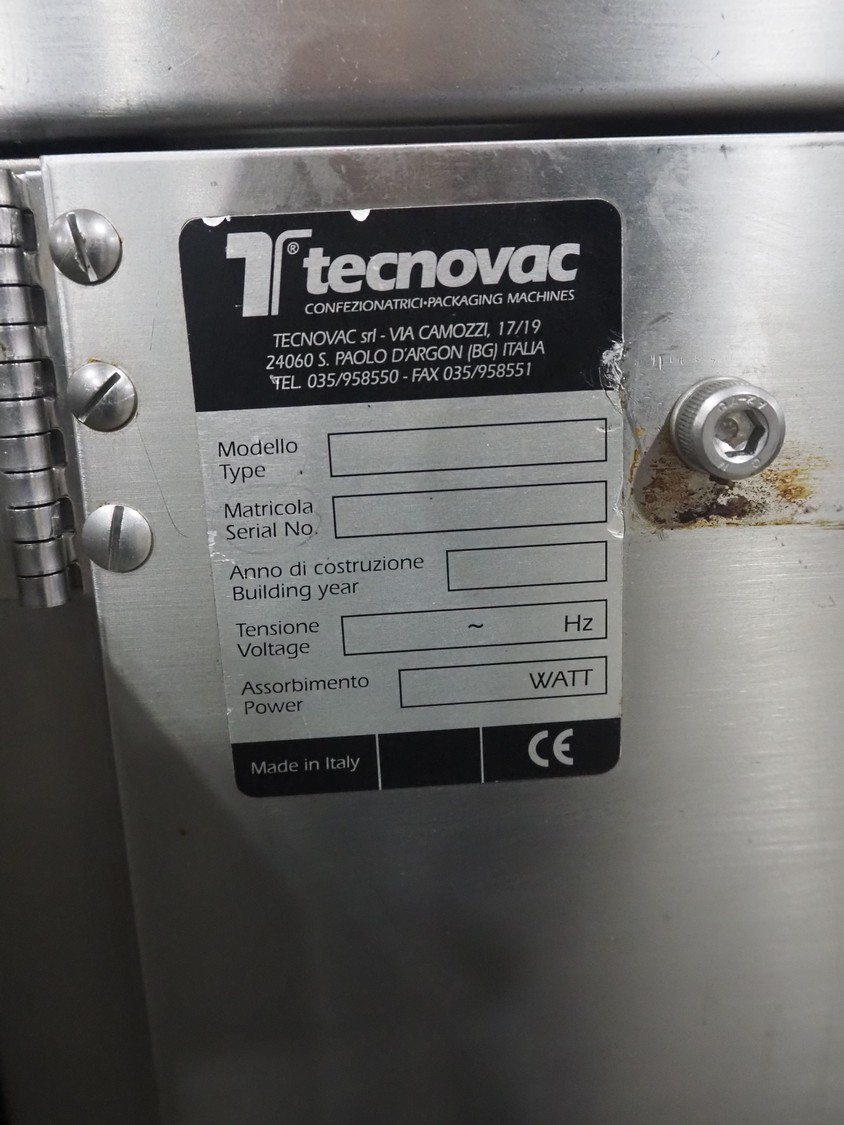 ® tecnovac
CONFEZIONATRICI•PACKAGING MACHINES
TECNOVAC srl - VIA CAMOZZI, 17/19
24060 S. PAOLO D'ARGON (BG) ITALIA
TEL. 035/958550 - FAX 035/958551
Modello
Type
Matricola
Serial No.
Anno di costruzione
Building year
Tensione
Voltage
~ Hz
Assorbimento
Power
WATT
Made in Italy
CE